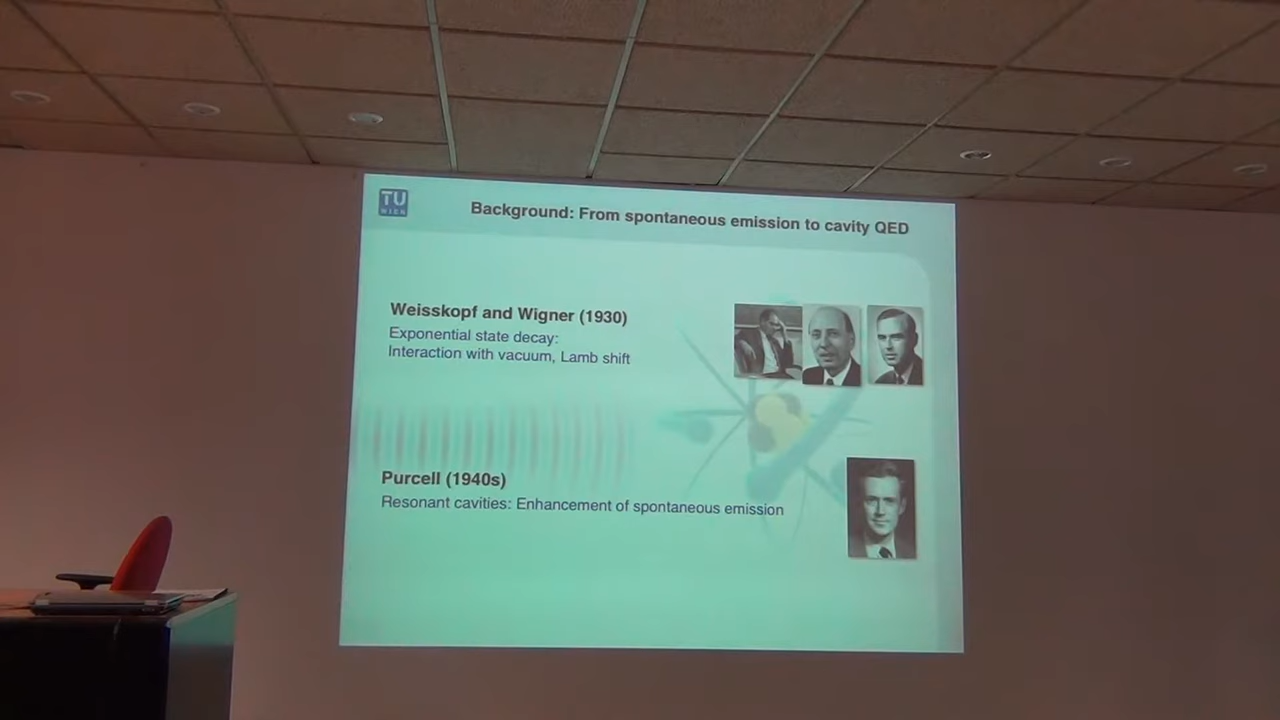 TU
WIEN
Background: From spontaneous emission to cavity QED
Weisskopf and Wigner (1930)
Exponential state decay:
Interaction with vacuum, Lamb shift
Purcell (1940s)
Resonant cavities: Enhancement of spontaneous emission